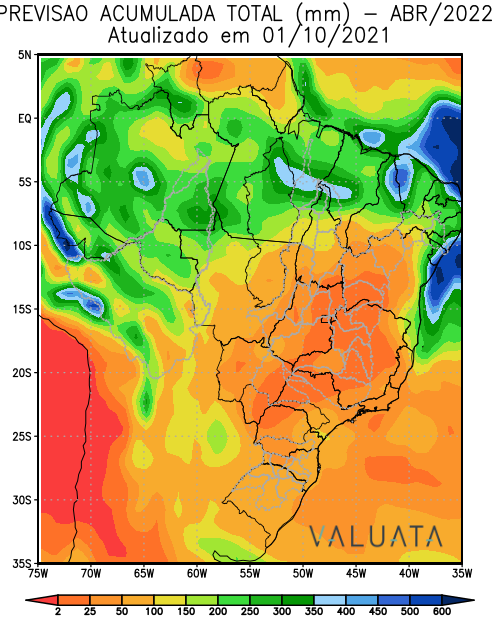 PREVISAO ACUMULADA TOTAL (mm) – ABR/2022
Atualizado em 01/10/2021
5N
EQ
5S
10S
15S
20S
25S
30S
35S
VALUATA
75W 70W 65W 60W 55W 50W 45W 40W 35W
2 25 50 100 150 200 250 300 350 400 450 500 600